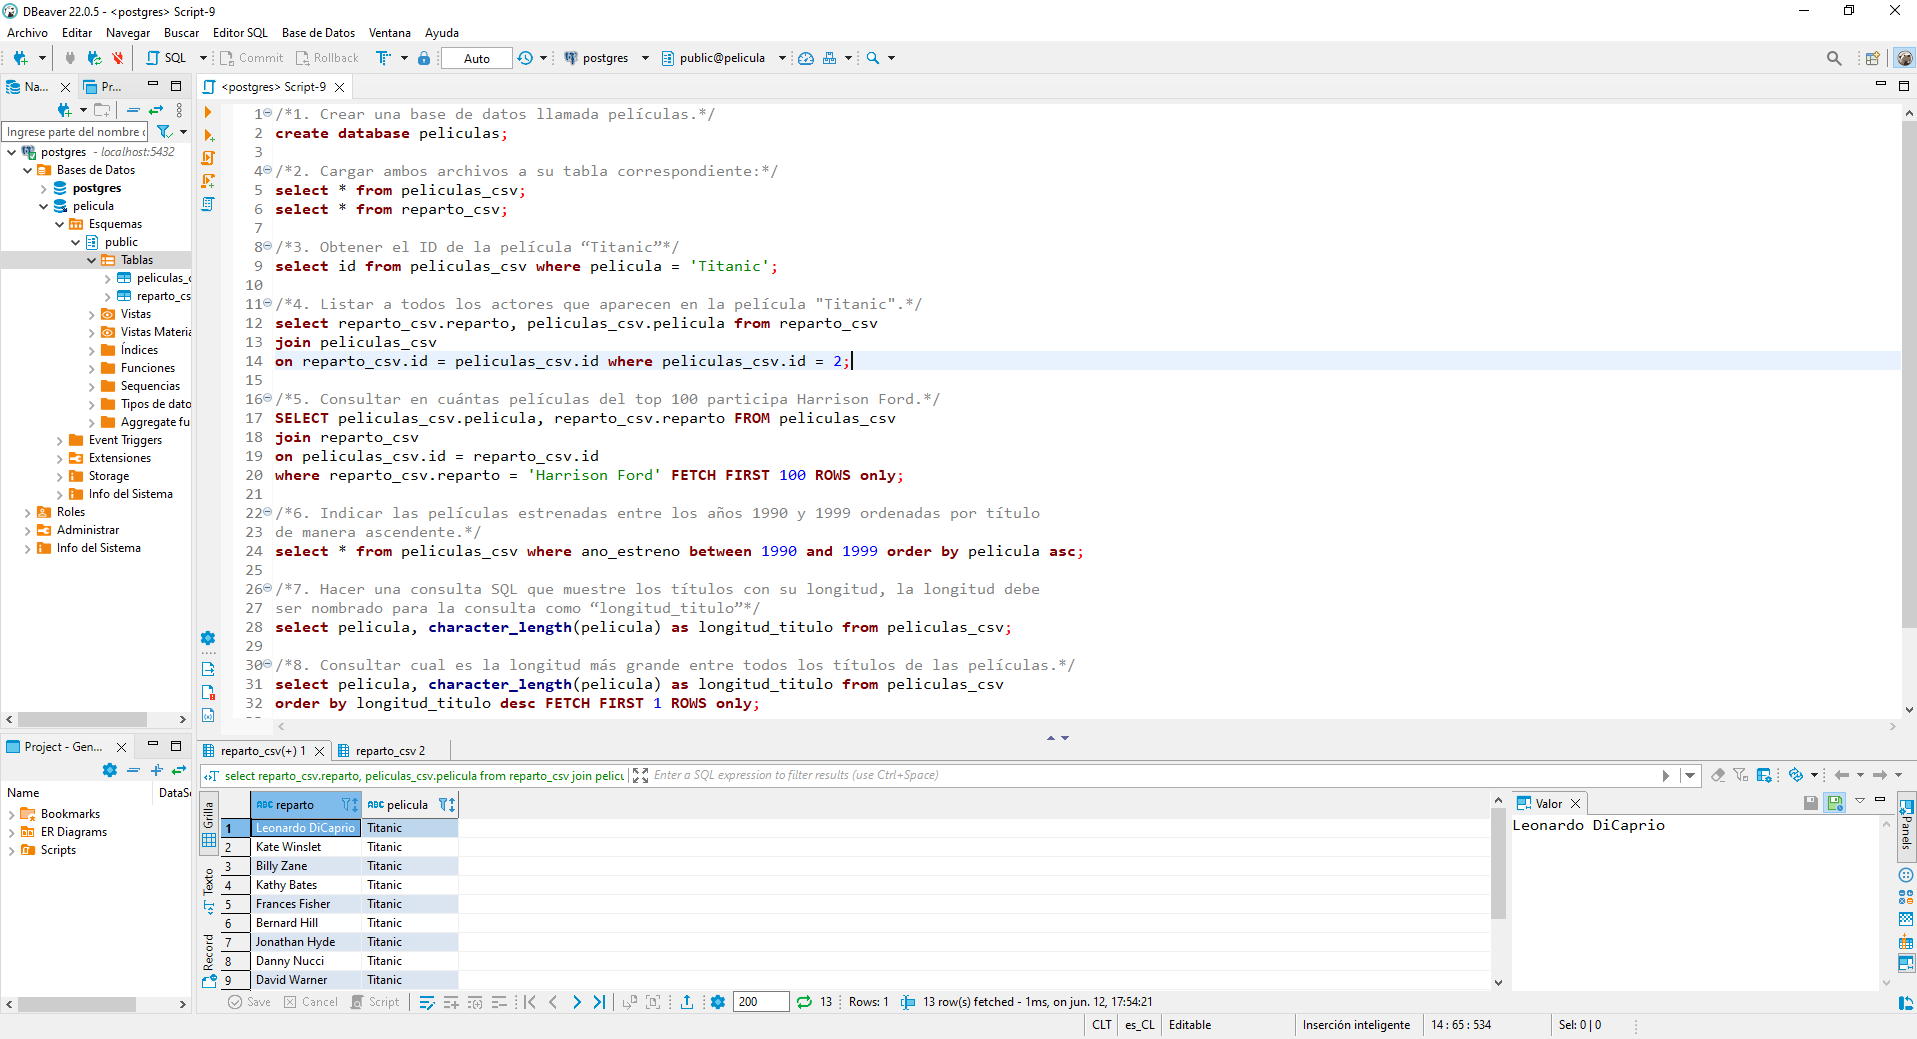 DBeaver 22.0.5 - <postgres> Script-9
Archivo Editar Navegar Buscar Editor SQL Base de Datos Ventana Ayuda
SQL Commit Rollback Auto postgres public@pelicula
Na... Pr...
<postgres> Script-9
Ingrese parte del nombre
postgres - localhost:5432
Bases de Datos
postgres
pelicula
Esquemas
public
Tablas
peliculas_c
reparto_cs
Vistas
Vistas Materia
Índices
Funciones
Secuencias
Tipos de dato
Aggregate fu
Event Triggers
Extensiones
Storage
Info del Sistema
Roles
Administrar
Info del Sistema
1 /*1. Crear una base de datos llamada películas.*/
2 create database peliculas;
3
4 /*2. Cargar ambos archivos a su tabla correspondiente:*/
5 select * from peliculas_csv;
6 select * from reparto_csv;
7
8 /*3. Obtener el ID de la película “Titanic”*/
9 select id from peliculas_csv where pelicula = 'Titanic';
10
11 /*4. Listar a todos los actores que aparecen en la película "Titanic".*/
12 select reparto_csv.reparto, peliculas_csv.pelicula from reparto_csv
13 join peliculas_csv
14 on reparto_csv.id = peliculas_csv.id where peliculas_csv.id = 2;
15
16 /*5. Consultar en cuántas películas del top 100 participa Harrison Ford.*/
17 SELECT peliculas_csv.pelicula, reparto_csv.reparto FROM peliculas_csv
18 join reparto_csv
19 on peliculas_csv.id = reparto_csv.id
20 where reparto_csv.reparto = 'Harrison Ford' FETCH FIRST 100 ROWS only;
21
22 /*6. Indicar las películas estrenadas entre los años 1990 y 1999 ordenadas por título
23 de manera ascendente.*/
24 select * from peliculas_csv where ano_estreno between 1990 and 1999 order by pelicula asc;
25
26 /*7. Hacer una consulta SQL que muestre los títulos con su longitud, la longitud debe
27 ser nombrado para la consulta como “longitud_titulo”*/
28 select pelicula, character_length(pelicula) as longitud_titulo from peliculas_csv;
29
30 /*8. Consultar cual es la longitud más grande entre todos los títulos de las películas.*/
31 select pelicula, character_length(pelicula) as longitud_titulo from peliculas_csv
32 order by longitud_titulo desc FETCH FIRST 1 ROWS only;
Project - Gen...
Name DataSo
Bookmarks
ER Diagrams
Scripts
reparto_csv(+) 1 reparto_csv 2
select reparto_csv.reparto, peliculas_csv.pelicula from reparto_csv join pelicu Enter a SQL expression to filter results (use Ctrl+Space)
Grilla
Texto
Record
ABC reparto ABC pelicula
1 Leonardo DiCaprio Titanic
2 Kate Winslet Titanic
3 Billy Zane Titanic
4 Kathy Bates Titanic
5 Frances Fisher Titanic
6 Bernard Hill Titanic
7 Jonathan Hyde Titanic
8 Danny Nucci Titanic
9 David Warner Titanic
Valor
Leonardo DiCaprio
Panels
Save Cancel Script 200 13 Rows: 1 13 row(s) fetched - 1ms, on jun. 12, 17:54:21
CLT es_CL Editable Inserción inteligente 14 : 65 : 534 Sel: 0 | 0